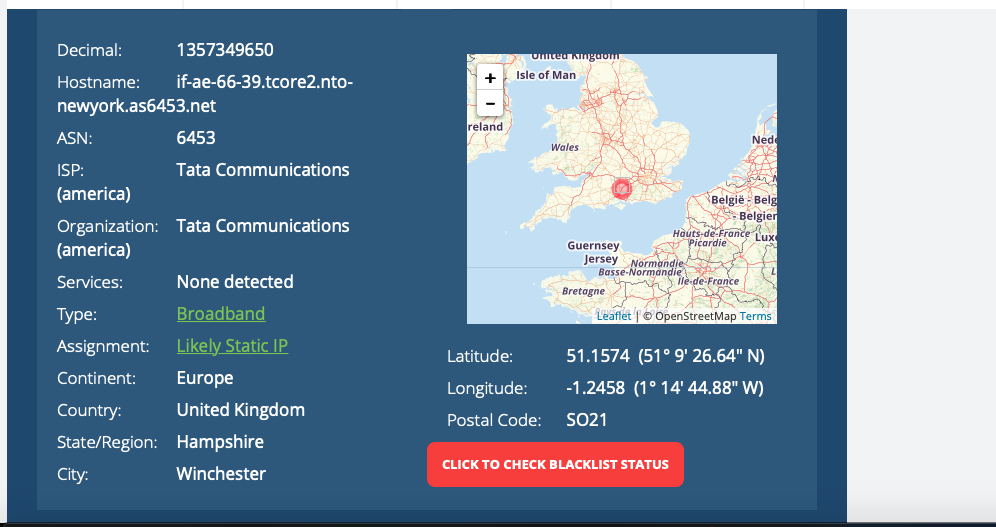 Decimal: 1357349650
Hostname: if-ae-66-39.tcore2.nto-
newyork.as6453.net
ASN: 6453
ISP: Tata Communications
(america)
Organization: Tata Communications
(america)
Services: None detected
Type: Broadband
Assignment: Likely Static IP
Continent: Europe
Country: United Kingdom
State/Region: Hampshire
City: Winchester
+
−
United Kingdom
Isle of Man
reland
Wales
Nede
België - Belg
- Belgien
Hauts-de-France
Picardie
Lux
Guernsey
Jersey
Normandie
Basse-Normandie
Île-de-France
Bretagne
Leaflet | © OpenStreetMap Terms
Latitude: 51.1574 (51° 9' 26.64" N)
Longitude: -1.2458 (1° 14' 44.88" W)
Postal Code: SO21
CLICK TO CHECK BLACKLIST STATUS